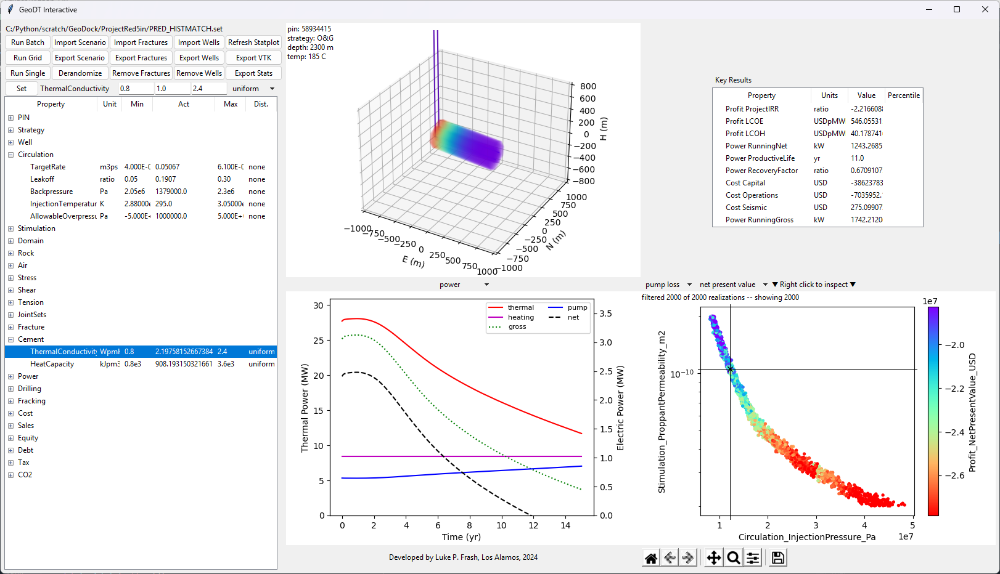 GeoDT Interactive
C:/Python/scratch/GeoDock/ProjectRed5in/PRED_HISTMATCH.set
Run Batch Import Scenario Import Fractures Import Wells Refresh Statplot
Run Grid Export Scenario Export Fractures Export Wells Export VTK
Run Single Derandomize Remove Fractures Remove Wells Export Stats
Set ThermalConductivity 0.8 1.0 2.4 uniform
Property Unit Min Act Max Dist.
PIN
Strategy
Well
Circulation
TargetRate m3ps 4.000E-0 0.05067 6.100E-0 none
Leakoff ratio 0.05 0.1907 0.30 none
Backpressure Pa 2.05e6 1379000.0 2.3e6 none
InjectionTemperatur K 2.88000e 295.0 3.05000e none
AllowableOverpressu Pa -5.000E+ 1000000.0 5.000E+ none
Stimulation
Domain
Rock
Air
Stress
Shear
Tension
JointSets
Fracture
Cement
ThermalConductivity WpmK 0.8 2.19758152667384 2.4 uniform
HeatCapacity kJpm3 0.8e3 908.193150321661 3.6e3 uniform
Power
Drilling
Fracking
Cost
Sales
Equity
Debt
Tax
CO2
pin: 58934415
strategy: O&G
depth: 2300 m
temp: 185 C
800
600
400
200
0
−200
−400
−600
−800
H (m)
−1000
−750
−500
−250
0
250
500
750
1000
E (m)
1000
750
500
250
0
−250
−500
−750
−1000
N (m)
Key Results
Property Units Value Percentile
Profit ProjectIRR ratio -2.2166088
Profit LCOE USDpMW 546.05531
Profit LCOH USDpMW 40.178741
Power RunningNet kW 1243.2685
Power ProductiveLife yr 11.0
Power RecoveryFactor ratio 0.6709107
Cost Capital USD -38623783
Cost Operations USD -7035952.
Cost Seismic USD 275.09907
Power RunningGross kW 1742.2120
power
thermal pump
heating net
gross
30
25
20
15
10
5
0
Thermal Power (MW)
3.5
3.0
2.5
2.0
1.5
1.0
0.5
0.0
Electric Power (MW)
0 2 4 6 8 10 12 14
Time (yr)
pump loss net present value ▼ Right click to inspect ▼
filtered 2000 of 2000 realizations -- showing 2000
Stimulation_ProppantPermeability_m2
10−10
1 2 3 4 5
Circulation_InjectionPressure_Pa 1e7
1e7
−2.0
−2.2
−2.4
−2.6
Profit_NetPresentValue_USD
Developed by Luke P. Frash, Los Alamos, 2024